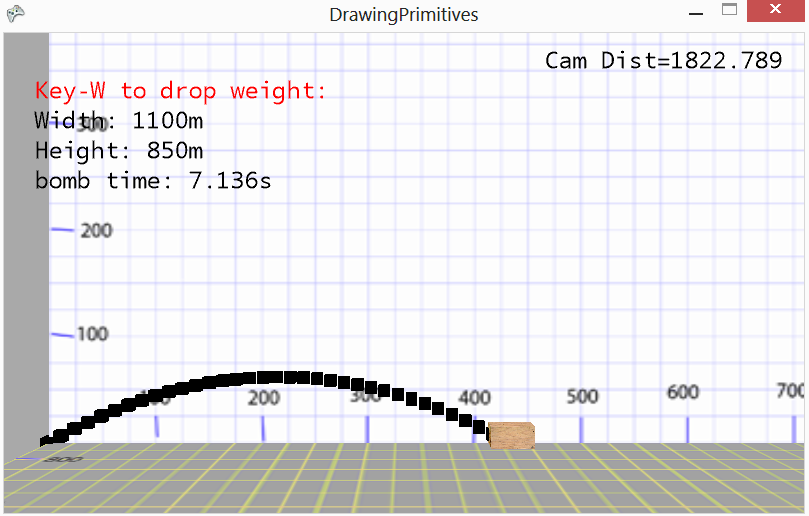 DrawingPrimitives
Cam Dist=1822.789
Key-W to drop weight:
Width: 1100m
300
Height: 850m
bomb time: 7.136s
200
100
200
300
400
500
600
700